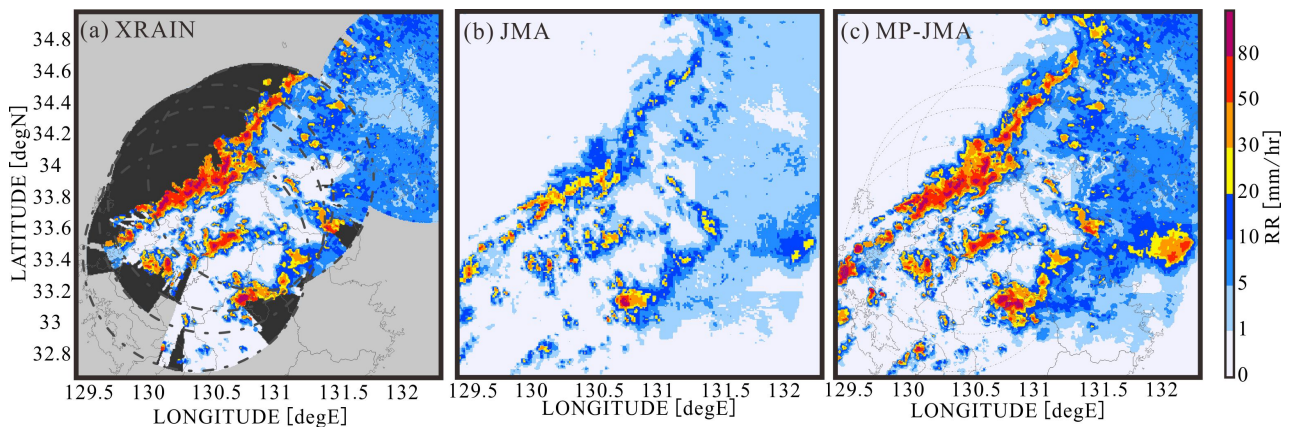 (a) XRAIN
(b) JMA
(c) MP-JMA
LATITUDE [degN]
34.8
34.6
34.4
34.2
34
33.8
33.6
33.4
33.2
33
32.8
129.5 130 130.5 131 131.5 132
LONGITUDE [degE]
129.5 130 130.5 131 131.5 132
LONGITUDE [degE]
129.5 130 130.5 131 131.5 132
LONGITUDE [degE]
80
50
30
20
10
5
1
0
RR [mm/hr]